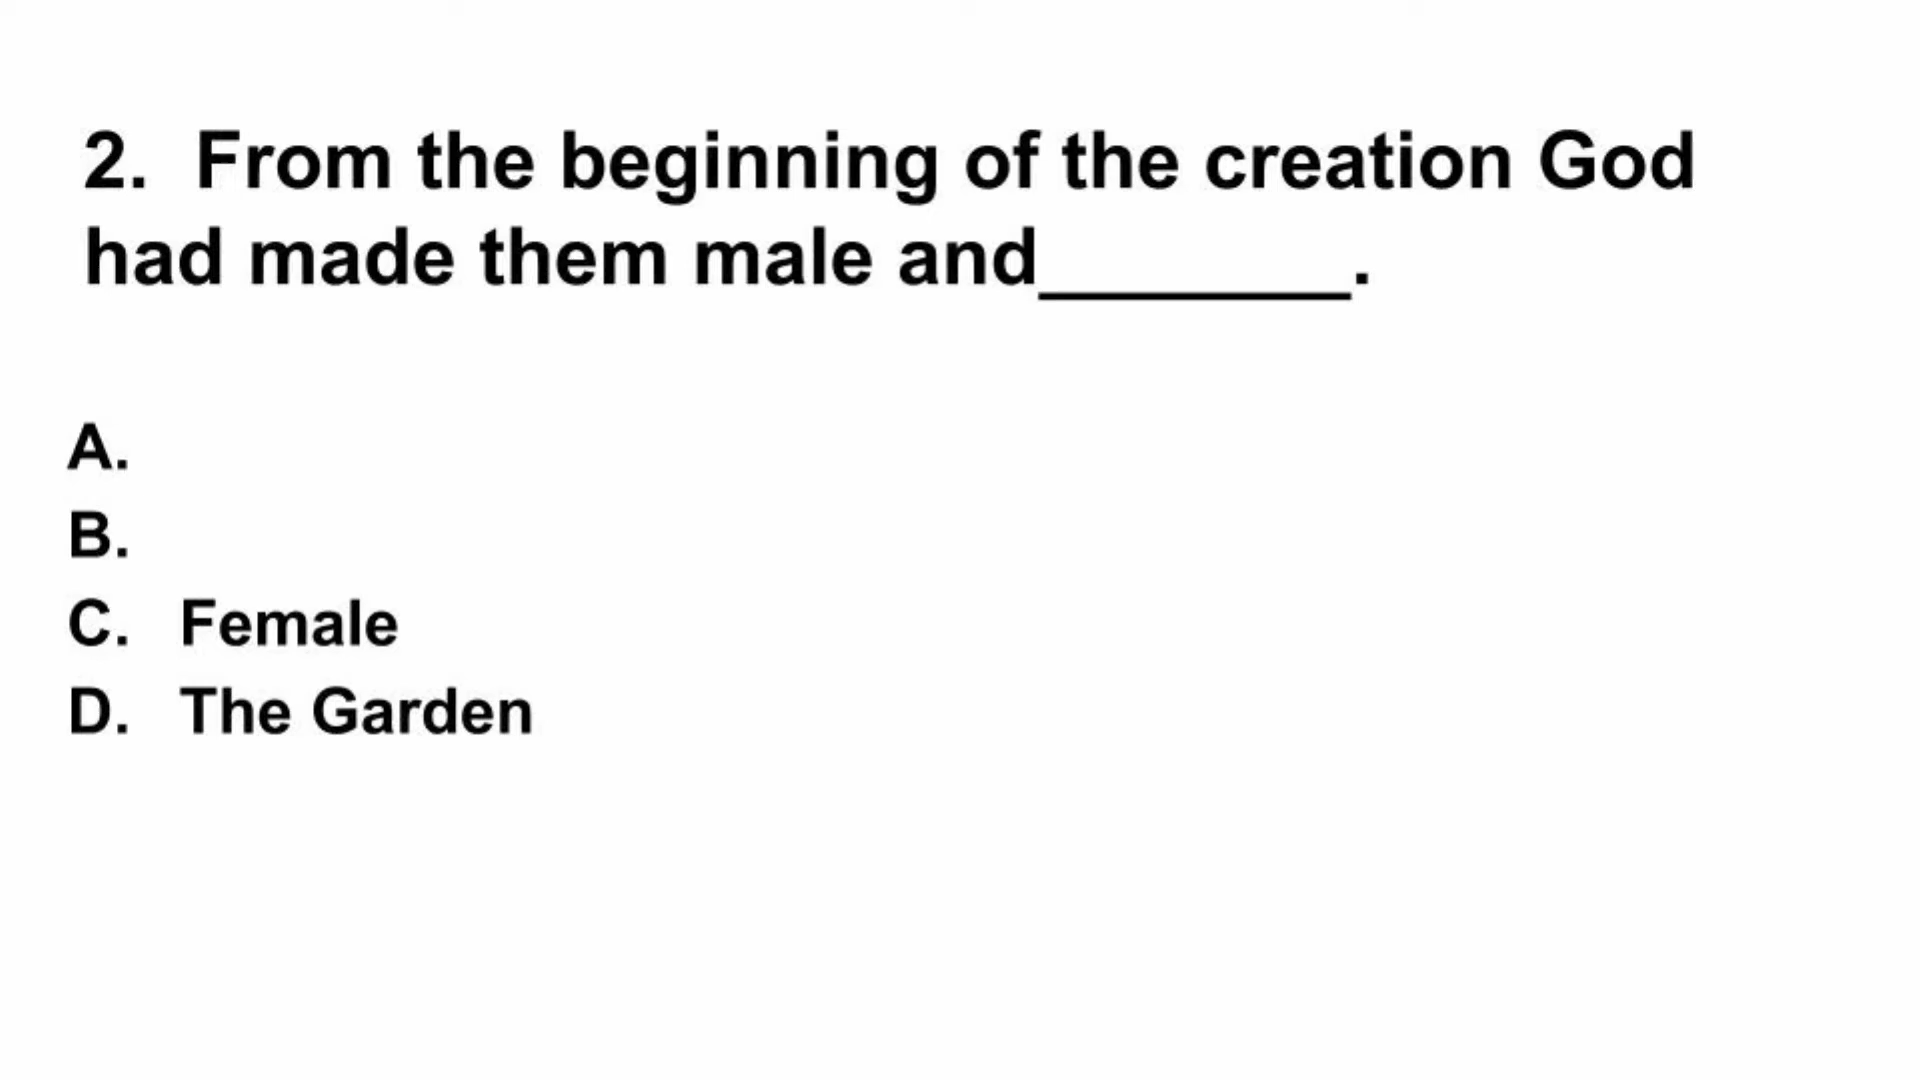 2. From the beginning of the creation God
had made them male and________.
A.
B.
C. Female
D. The Garden